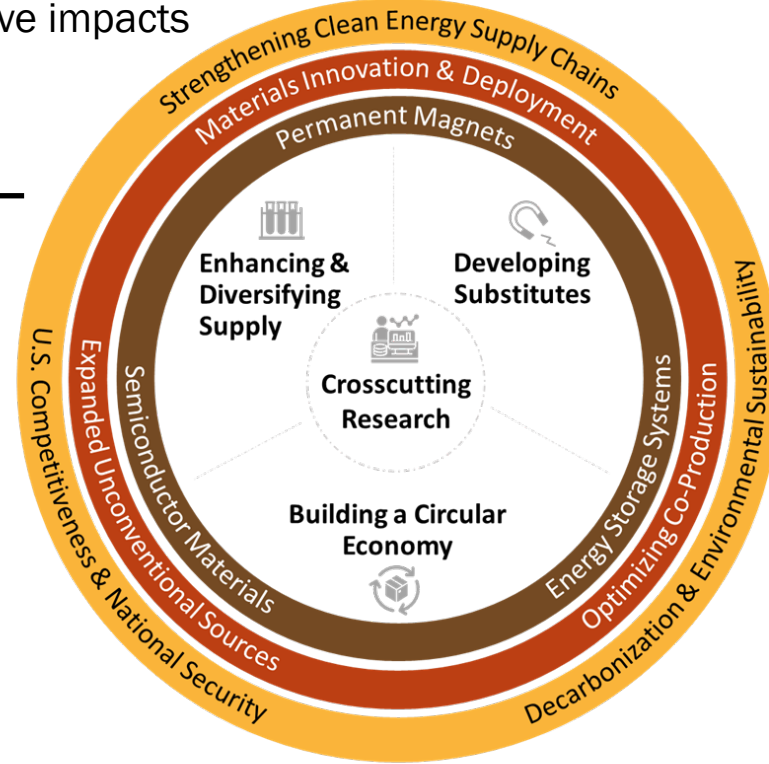 ve impacts
Strengthening Clean Energy Supply Chains
Materials Innovation & Deployment
Permanent Magnets
Enhancing &
Diversifying
Supply
Developing
Substitutes
Crosscutting
Research
Building a Circular
Economy
Semiconductor Materials
Energy Storage Systems
Expanded Unconventional Sources
Optimizing Co-Production
U.S. Competitiveness & National Security
Decarbonization & Environmental Sustainability